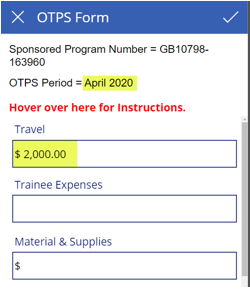 OTPS Form
Sponsored Program Number = GB10798-
163960
OTPS Period = April 2020
Hover over here for Instructions.
Travel
$ 2,000.00
Trainee Expenses
Material & Supplies
$